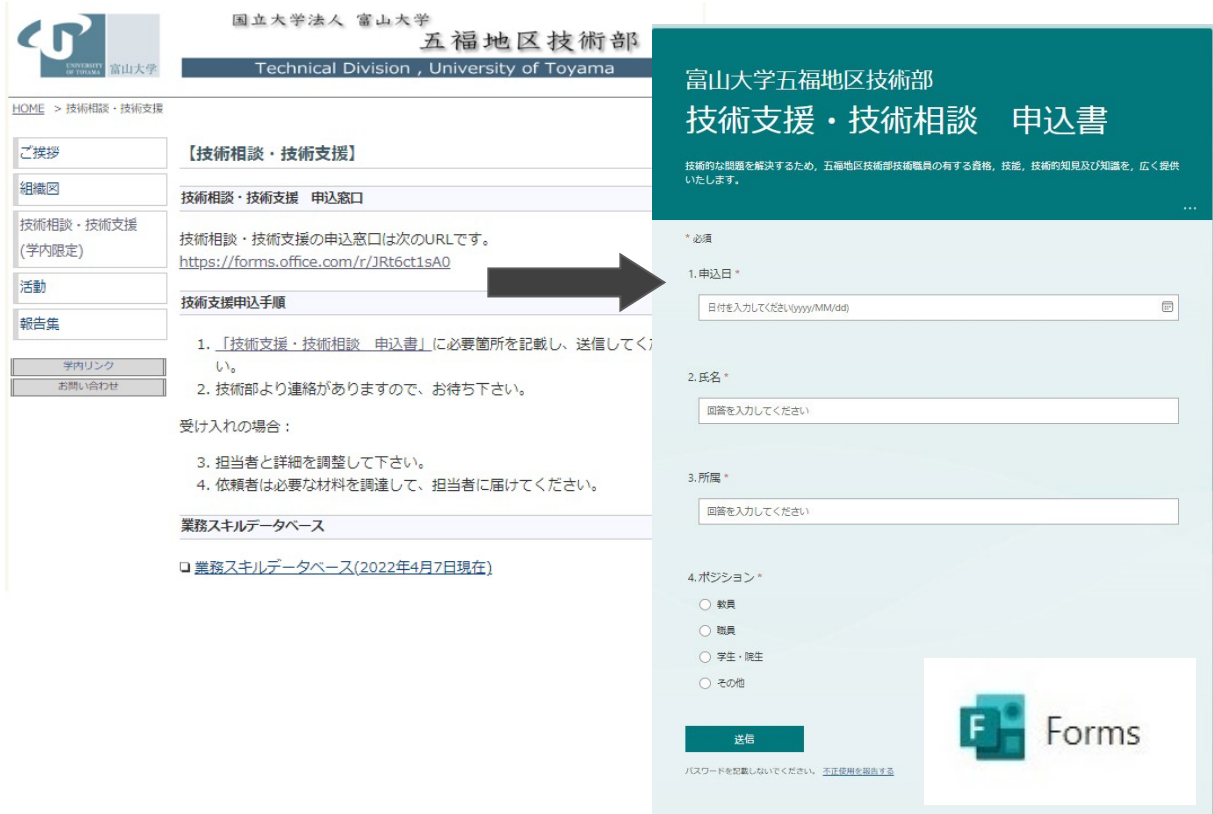 UNIVERSITY
OF TOYAMA
富山大学
国立大学法人 富山大学
五福地区技術部
Technical Division , University of Toyama
HOME > 技術相談・技術支援
ご挨拶
組織図
技術相談・技術支援
(学内限定)
活動
報告集
学内リンク
お問い合わせ
【技術相談・技術支援】
技術相談・技術支援　申込窓口
技術相談・技術支援の申込窓口は次のURLです。
https://forms.office.com/r/JRt6ct1sA0
技術支援申込手順
1. 「技術支援・技術相談　申込書」に必要箇所を記載し、送信してくだ
い。
2. 技術部より連絡がありますので、お待ち下さい。
受け入れの場合：
3. 担当者と詳細を調整して下さい。
4. 依頼者は必要な材料を調達して、担当者に届けてください。
業務スキルデータベース
業務スキルデータベース(2022年4月7日現在)
富山大学五福地区技術部
技術支援・技術相談　申込書
技術的な問題を解決するため，五福地区技術部技術職員の有する資格，技能，技術的知見及び知識を，広く提供
いたします。
...
* 必須
1. 申込日 *
日付を入力してください(yyyy/MM/dd)
2. 氏名 *
回答を入力してください
3. 所属 *
回答を入力してください
4. ポジション *
教員
職員
学生・院生
その他
送信
パスワードを記載しないでください。 不正使用を報告する
F
Forms